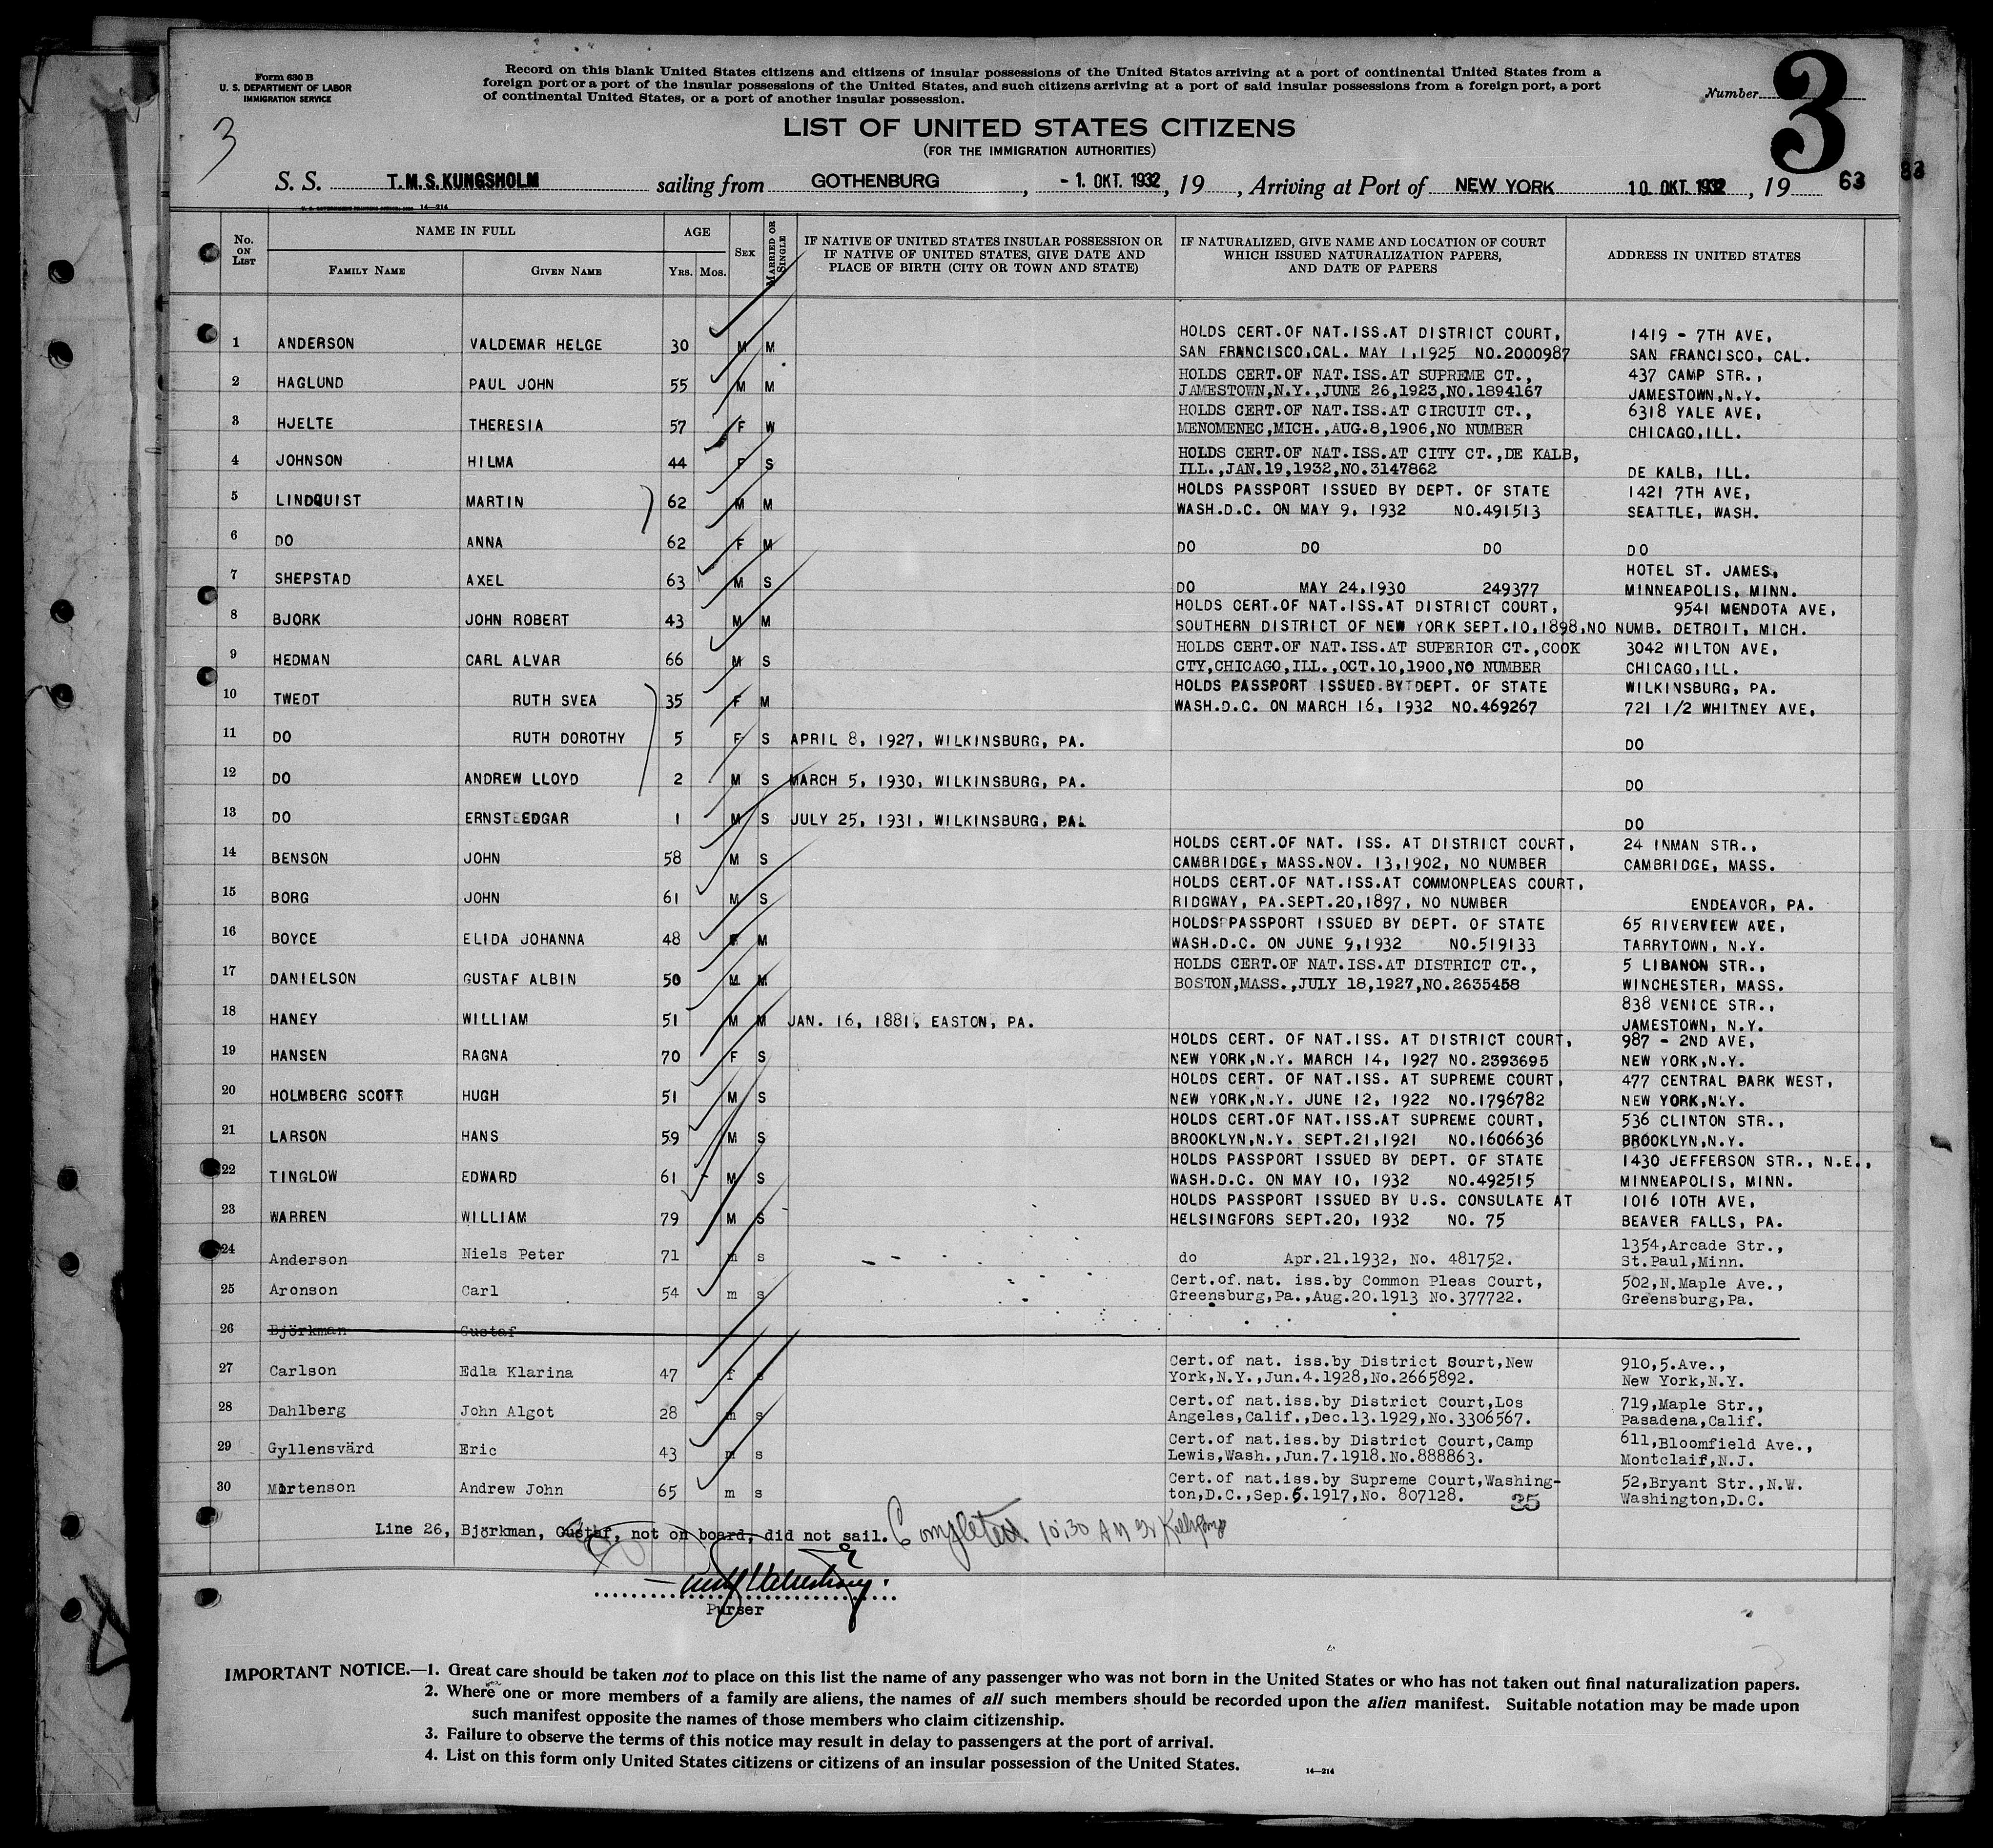 Form 630 B
U. S. DEPARTMENT OF LABOR
IMMIGRATION SERVICE
Record on this blank United States citizens and citizens of insular possessions of the United States arriving at a port of continental United States from a
foreign port or a port of the insular possessions of the United States, and such citizens arriving at a port of said insular possessions from a foreign port, a port
of continental United States, or a port of another insular possession.
Number 3
3
LIST OF UNITED STATES CITIZENS
(FOR THE IMMIGRATION AUTHORITIES)
S. S. T.M.S.KUNGSHOLM sailing from GOTHENBURG, -1. OKT. 1932, 19 , Arriving at Port of NEW YORK 10. OKT. 1932, 19 63
14—214
No. ON LIST
NAME IN FULL
FAMILY NAME
GIVEN NAME
AGE
YRS. MOS.
SEX
MARRIED OR SINGLE
IF NATIVE OF UNITED STATES INSULAR POSSESSION OR
IF NATIVE OF UNITED STATES, GIVE DATE AND
PLACE OF BIRTH (CITY OR TOWN AND STATE)
IF NATURALIZED, GIVE NAME AND LOCATION OF COURT
WHICH ISSUED NATURALIZATION PAPERS,
AND DATE OF PAPERS
ADDRESS IN UNITED STATES
HOLDS CERT.OF NAT.ISS.AT DISTRICT COURT, 1419 - 7TH AVE,
1 ANDERSON VALDEMAR HELGE 30 M M SAN FRANCISCO,CAL. MAY 1,1925 NO.2000987 SAN FRANCISCO, CAL.
HOLDS CERT.OF NAT.ISS.AT SUPREME CT., 437 CAMP STR.,
2 HAGLUND PAUL JOHN 55 M M JAMESTOWN,N.Y.,JUNE 26,1923,NO.1894167 JAMESTOWN,N.Y.
HOLDS CERT.OF NAT.ISS.AT CIRCUIT CT., 6318 YALE AVE,
3 HJELTE THERESIA 57 F W MENOMENEC,MICH.,AUG.8,1906,NO NUMBER CHICAGO,ILL.
HOLDS CERT.OF NAT.ISS.AT CITY CT.,DE KALB,
4 JOHNSON HILMA 44 F S ILL.,JAN.19,1932,NO.3147862 DE KALB, ILL.
HOLDS PASSPORT ISSUED BY DEPT. OF STATE 1421 7TH AVE,
5 LINDQUIST MARTIN 62 M M WASH.D.C. ON MAY 9, 1932 NO.491513 SEATTLE, WASH.
6 DO ANNA 62 F M DO DO DO DO
HOTEL ST. JAMES,
7 SHEPSTAD AXEL 63 M S DO MAY 24,1930 249377 MINNEAPOLIS, MINN.
HOLDS CERT.OF NAT.ISS.AT DISTRICT COURT, 9541 MENDOTA AVE,
8 BJORK JOHN ROBERT 43 M M SOUTHERN DISTRICT OF NEW YORK SEPT.10,1898,NO NUMB. DETROIT, MICH.
HOLDS CERT.OF NAT.ISS.AT SUPERIOR CT.,COOK 3042 WILTON AVE,
9 HEDMAN CARL ALVAR 66 M S CTY,CHICAGO,ILL.,OCT.10,1900,NO NUMBER CHICAGO,ILL.
HOLDS PASSPORT ISSUED BY DEPT. OF STATE WILKINSBURG, PA.
10 TWEDT RUTH SVEA 35 F M WASH.D.C. ON MARCH 16, 1932 NO.469267 721 1/2 WHITNEY AVE,
11 DO RUTH DOROTHY 5 F S APRIL 8, 1927, WILKINSBURG, PA. DO
12 DO ANDREW LLOYD 2 M S MARCH 5, 1930, WILKINSBURG, PA. DO
13 DO ERNST EDGAR 1 M S JULY 25, 1931, WILKINSBURG, PA. DO
HOLDS CERT.OF NAT. ISS. AT DISTRICT COURT, 24 INMAN STR.,
14 BENSON JOHN 58 M S CAMBRIDGE, MASS.NOV. 13,1902, NO NUMBER CAMBRIDGE, MASS.
HOLDS CERT.OF NAT.ISS.AT COMMONPLEAS COURT,
15 BORG JOHN 61 M S RIDGWAY, PA.SEPT.20,1897, NO NUMBER ENDEAVOR, PA.
HOLDS PASSPORT ISSUED BY DEPT. OF STATE 65 RIVERVIEW AVE,
16 BOYCE ELIDA JOHANNA 48 F M WASH.D.C. ON JUNE 9,1932 NO.519133 TARRYTOWN, N.Y.
HOLDS CERT.OF NAT.ISS.AT DISTRICT CT., 5 LIBANON STR.,
17 DANIELSON GUSTAF ALBIN 50 M M BOSTON,MASS.,JULY 18,1927,NO.2635458 WINCHESTER, MASS.
838 VENICE STR.,
18 HANEY WILLIAM 51 M M JAN. 16, 1881, EASTON, PA. JAMESTOWN, N.Y.
HOLDS CERT. OF NAT.ISS. AT DISTRICT COURT, 987 - 2ND AVE,
19 HANSEN RAGNA 70 F S NEW YORK,N.Y. MARCH 14, 1927 NO.2393695 NEW YORK,N.Y.
HOLDS CERT. OF NAT.ISS. AT SUPREME COURT, 477 CENTRAL PARK WEST,
20 HOLMBERG SCOTT HUGH 51 M S NEW YORK,N.Y. JUNE 12, 1922 NO.1796782 NEW YORK,N.Y.
HOLDS CERT.OF NAT.ISS.AT SUPREME COURT, 536 CLINTON STR.,
21 LARSON HANS 59 M S BROOKLYN,N.Y. SEPT.21,1921 NO.1606636 BROOKLYN,N.Y.
HOLDS PASSPORT ISSUED BY DEPT. OF STATE 1430 JEFFERSON STR., N.E.,
22 TINGLOW EDWARD 61 M S WASH.D.C. ON MAY 10, 1932 NO.492515 MINNEAPOLIS, MINN.
HOLDS PASSPORT ISSUED BY U.S. CONSULATE AT 1016 10TH AVE,
23 WARREN WILLIAM 79 M S HELSINGFORS SEPT.20, 1932 NO. 75 BEAVER FALLS, PA.
1354,Arcade Str.,
24 Anderson Niels Peter 71 m s do Apr.21.1932, No. 481752. St.Paul,Minn.
Cert.of. nat. iss.by Common Pleas Court, 502,N.Maple Ave.,
25 Aronson Carl 54 m s Greensburg,Pa.,Aug.20.1913 No.377722. Greensburg,Pa.
26 Björkman Gustaf
Cert.of nat. iss.by District Sourt,New 910,5.Ave.,
27 Carlson Edla Klarina 47 f s York,N.Y.,Jun.4.1928,No.2665892. New York,N.Y.
Cert.of nat.iss.by District Court,Los 719,Maple Str.,
28 Dahlberg John Algot 28 m s Angeles,Calif.,Dec.13.1929,No.3306567. Pasadena,Calif.
Cert.of nat.iss.by District Court,Camp 611,Bloomfield Ave.,
29 Gyllensvärd Eric 43 m s Lewis,Wash.,Jun.7.1918.No.888863. Montclaif,N.J.
Cert.of nat.iss.by Supreme Court,Washing- 52,Bryant Str.,N.W.
30 Mortenson Andrew John 65 m s ton,D.C.,Sep.6.1917,No. 807128. Washington,D.C.
35
Line 26, Björkman, Gustaf, not on board, did not sail. Completed 10:30 AM
Purser
IMPORTANT NOTICE.—1. Great care should be taken not to place on this list the name of any passenger who was not born in the United States or who has not taken out final naturalization papers.
2. Where one or more members of a family are aliens, the names of all such members should be recorded upon the alien manifest. Suitable notation may be made upon
such manifest opposite the names of those members who claim citizenship.
3. Failure to observe the terms of this notice may result in delay to passengers at the port of arrival.
4. List on this form only United States citizens or citizens of an insular possession of the United States.
14—214